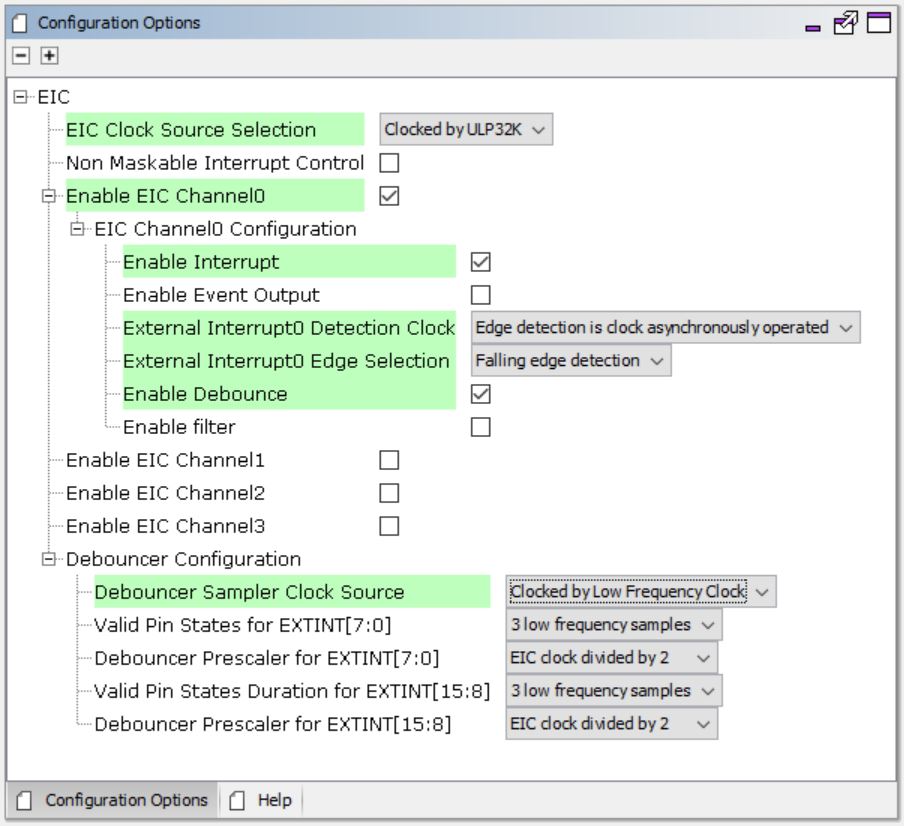 Configuration Options
EIC
EIC Clock Source Selection Clocked by ULP32K
Non Maskable Interrupt Control
Enable EIC Channel0
EIC Channel0 Configuration
Enable Interrupt
Enable Event Output
External Interrupt0 Detection Clock Edge detection is clock asynchronously operated
External Interrupt0 Edge Selection Falling edge detection
Enable Debounce
Enable filter
Enable EIC Channel1
Enable EIC Channel2
Enable EIC Channel3
Debouncer Configuration
Debouncer Sampler Clock Source Clocked by Low Frequency Clock
Valid Pin States for EXTINT[7:0] 3 low frequency samples
Debouncer Prescaler for EXTINT[7:0] EIC clock divided by 2
Valid Pin States Duration for EXTINT[15:8] 3 low frequency samples
Debouncer Prescaler for EXTINT[15:8] EIC clock divided by 2
Configuration Options Help